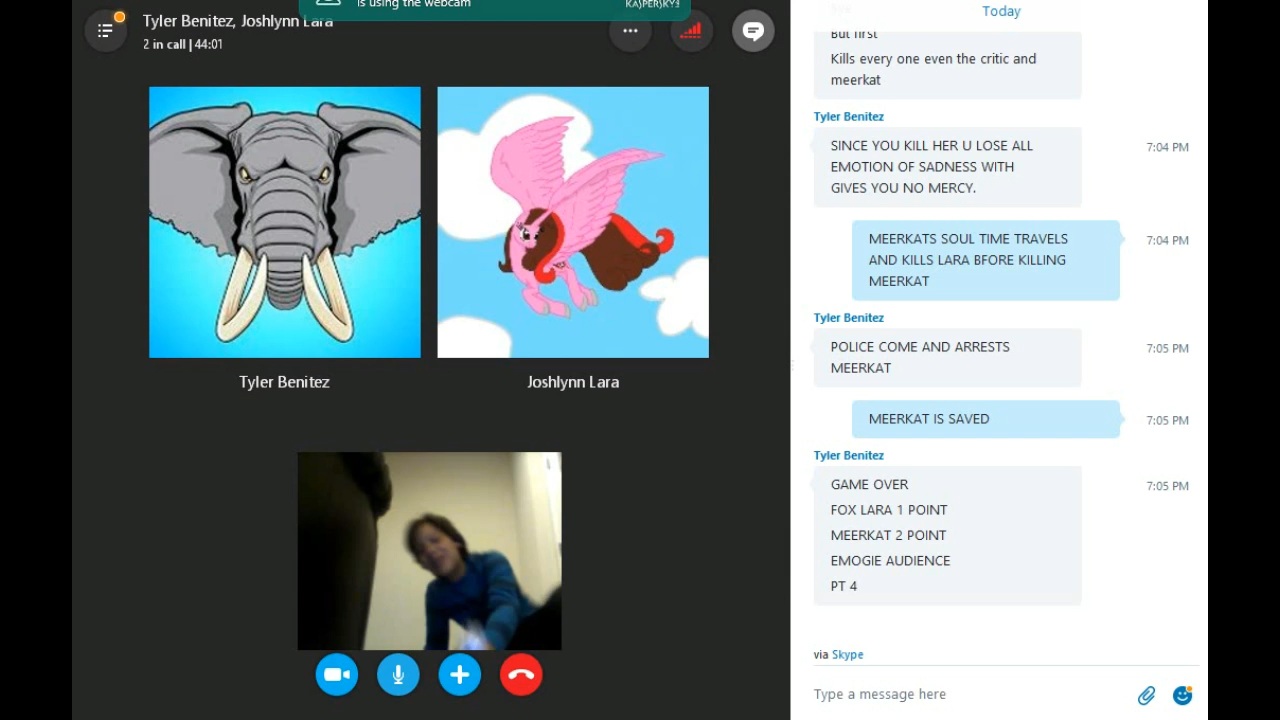 is using the webcam
KASPERSKY
Tyler Benitez, Joshlynn Lara
2 in call | 44:01
Tyler Benitez
Joshlynn Lara
Today
But first
Kills every one even the critic and
meerkat
Tyler Benitez
SINCE YOU KILL HER U LOSE ALL
EMOTION OF SADNESS WITH
GIVES YOU NO MERCY.
7:04 PM
MEERKATS SOUL TIME TRAVELS
AND KILLS LARA BFORE KILLING
MEERKAT
7:04 PM
Tyler Benitez
POLICE COME AND ARRESTS
MEERKAT
7:05 PM
MEERKAT IS SAVED
7:05 PM
Tyler Benitez
GAME OVER
FOX LARA 1 POINT
MEERKAT 2 POINT
EMOGIE AUDIENCE
PT 4
7:05 PM
via Skype
Type a message here